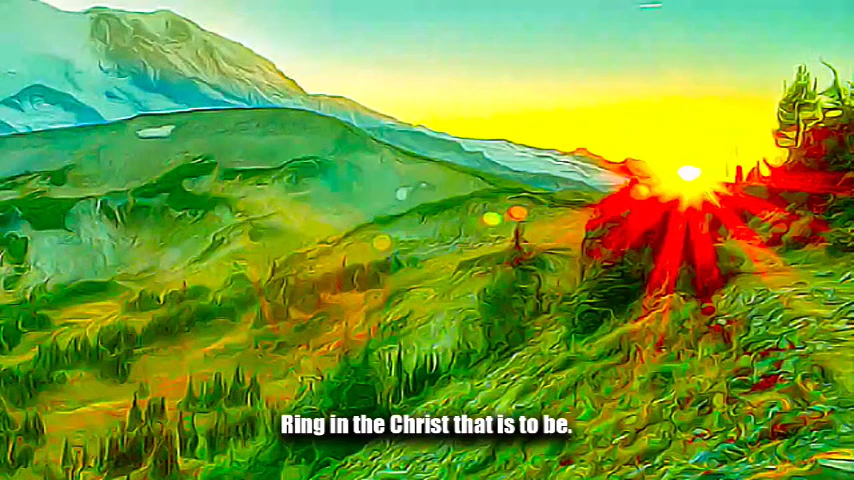 Ring in the Christ that is to be.